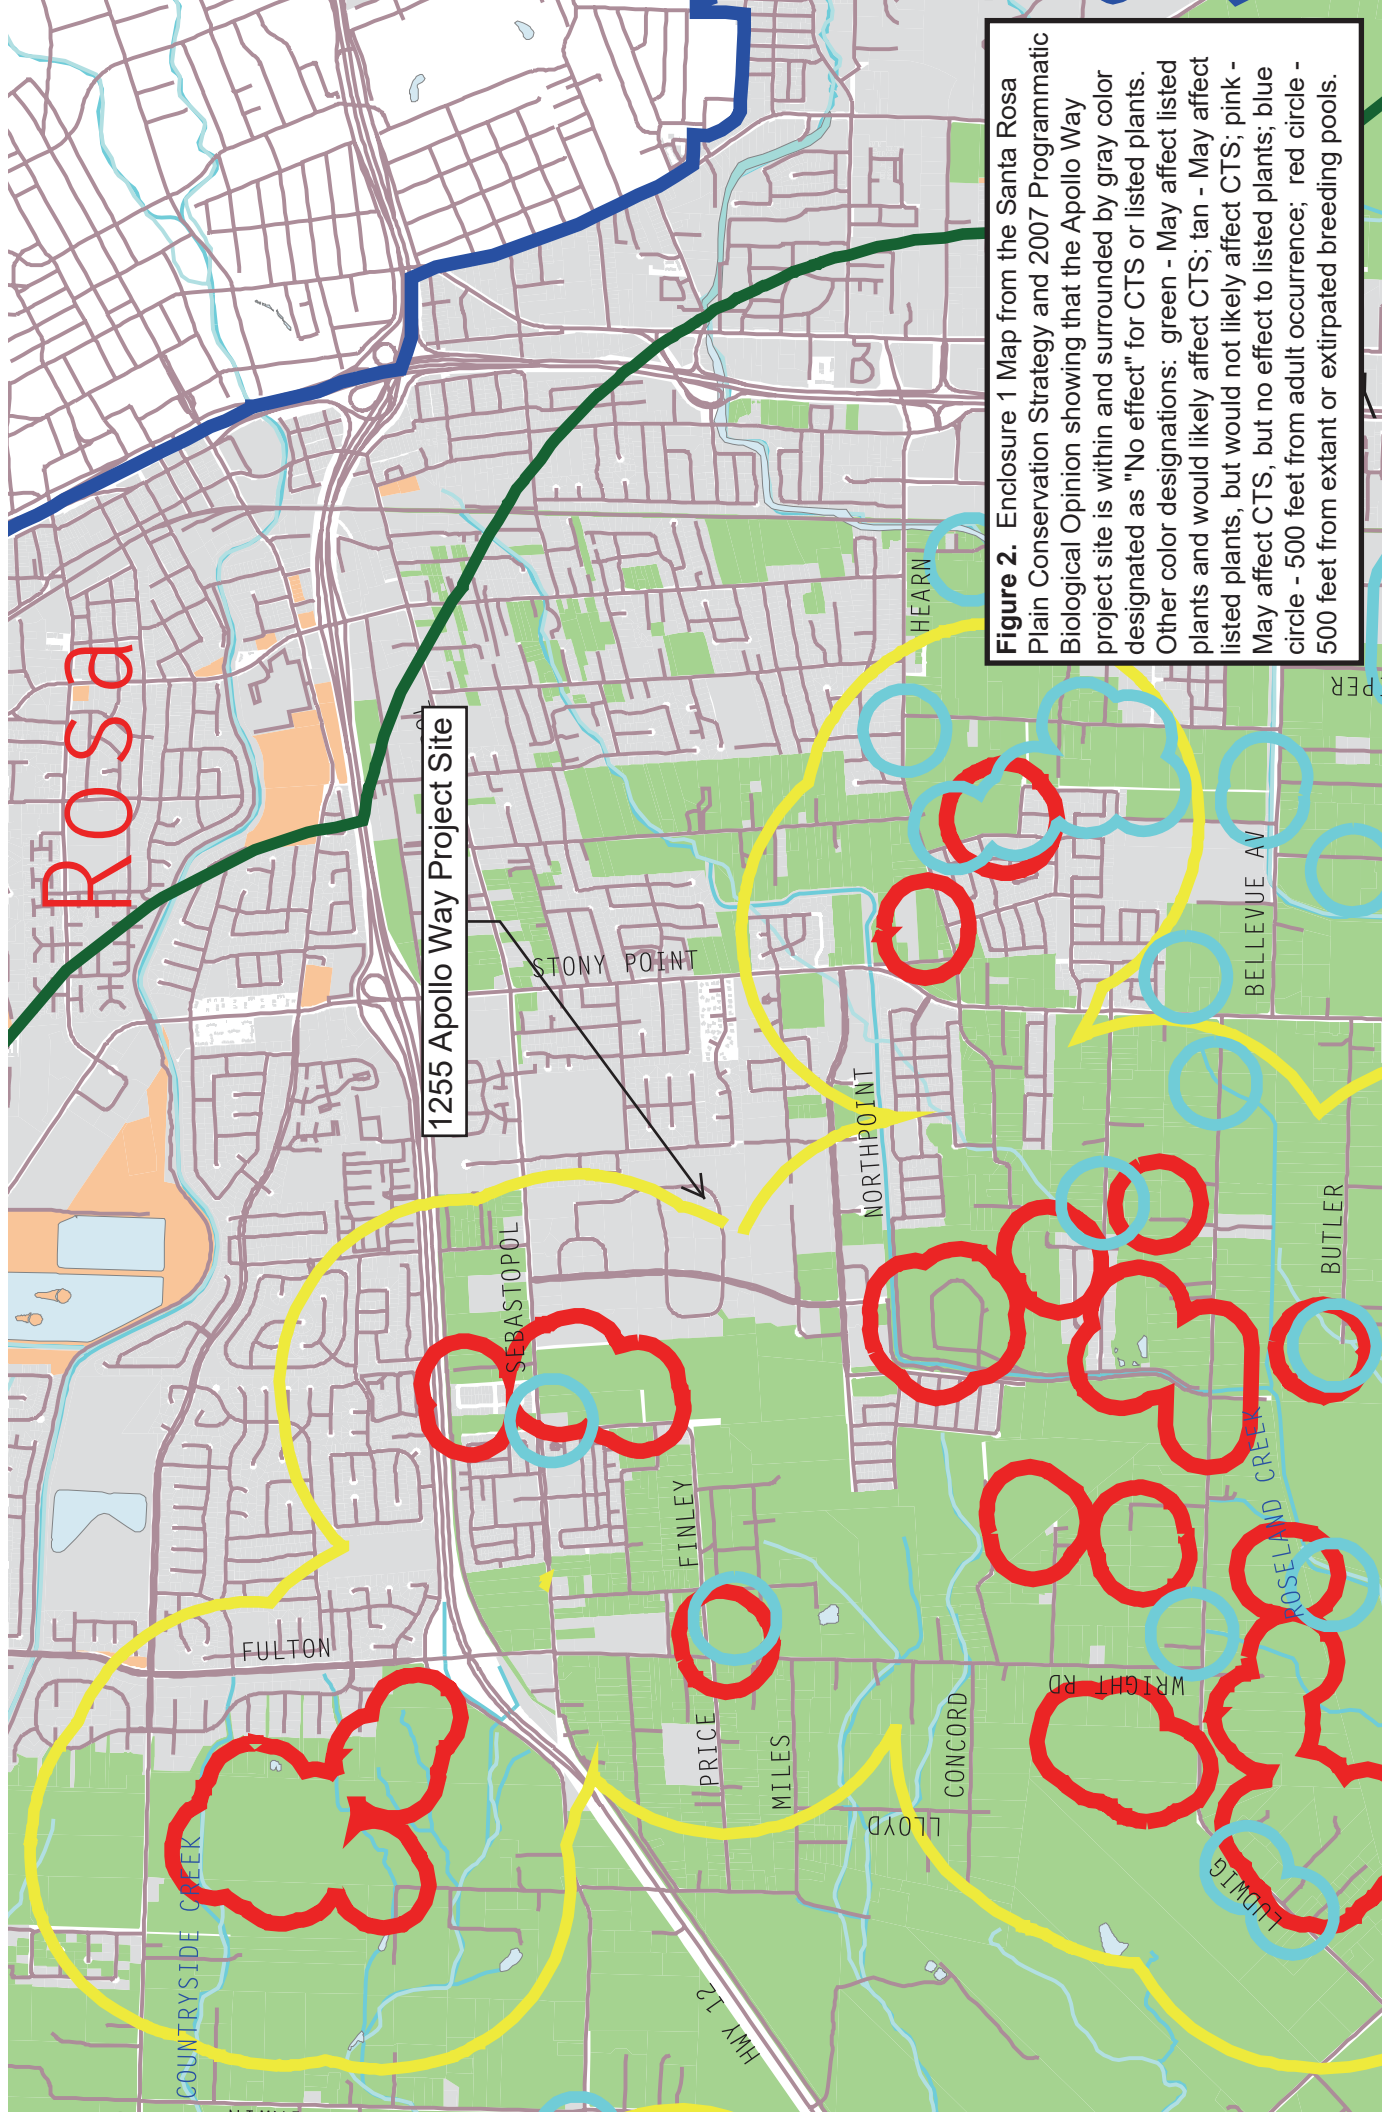 Rosa
1255 Apollo Way Project Site
STONY POINT
SEBASTOPOL
FULTON
COUNTRYSIDE CREEK
HWY 12
FINLEY
PRICE
MILES
LLOYD
CONCORD
NORTHPOINT
HEARN
WRIGHT RD
LUDWIG
ROSELAND CREEK
BUTLER
BELLEVUE AV
Figure 2. Enclosure 1 Map from the Santa Rosa
Plain Conservation Strategy and 2007 Programmatic
Biological Opinion showing that the Apollo Way
project site is within and surrounded by gray color
designated as "No effect" for CTS or listed plants.
Other color designations: green - May affect listed
plants and would likely affect CTS; tan - May affect
listed plants, but would not likely affect CTS; pink -
May affect CTS, but no effect to listed plants; blue
circle - 500 feet from adult occurrence; red circle -
500 feet from extant or extirpated breeding pools.